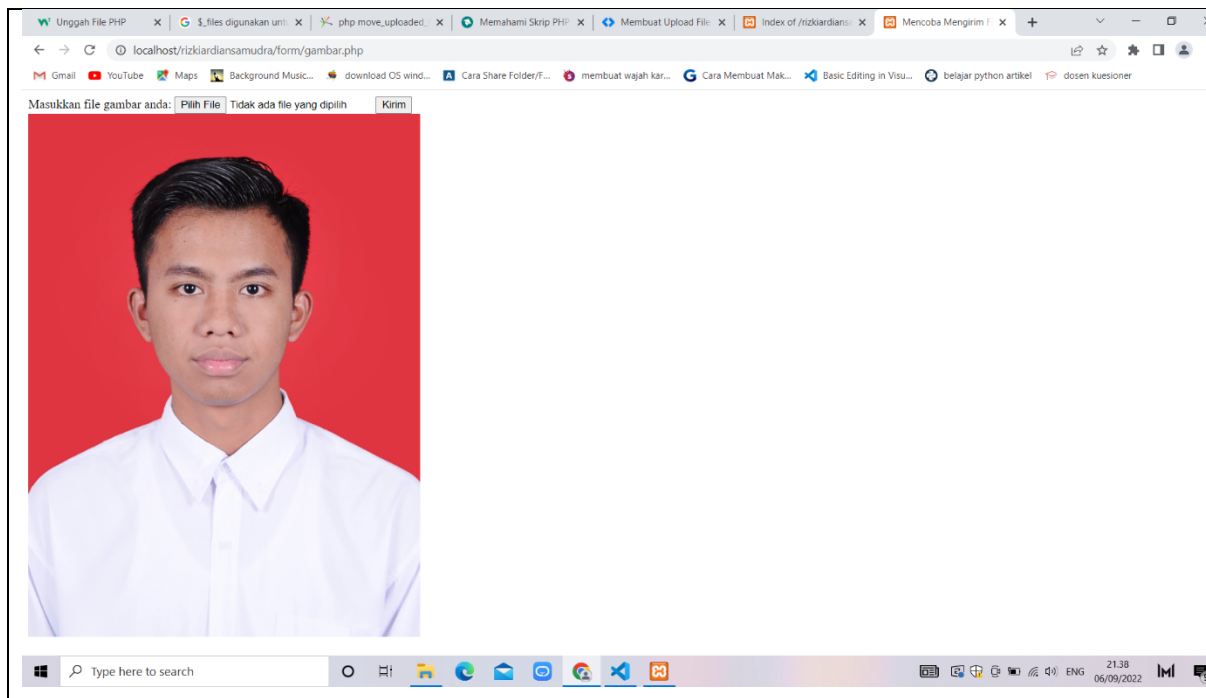 Unggah File PHP
$_files digunakan unt
php move_uploaded_
Memahami Skrip PHP
Membuat Upload File
Index of /rizkiardiansa
Mencoba Mengirim F
localhost/rizkiardiansamudra/form/gambar.php
Gmail YouTube Maps Background Music... download OS wind... Cara Share Folder/F... membuat wajah kar... Cara Membuat Mak... Basic Editing in Visu... belajar python artikel dosen kuesioner
Masukkan file gambar anda: Pilih File Tidak ada file yang dipilih Kirim
Type here to search
ENG
21.38
06/09/2022